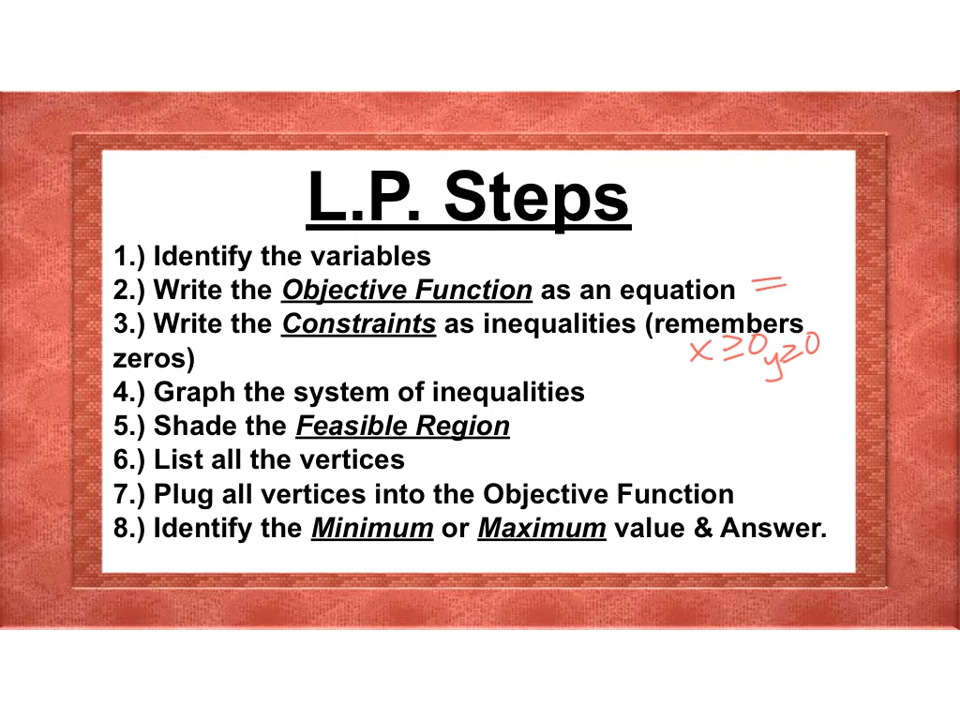 L.P. Steps
1.) Identify the variables
2.) Write the Objective Function as an equation =
3.) Write the Constraints as inequalities (remembers
zeros) x ≥ 0, y ≥ 0
4.) Graph the system of inequalities
5.) Shade the Feasible Region
6.) List all the vertices
7.) Plug all vertices into the Objective Function
8.) Identify the Minimum or Maximum value & Answer.